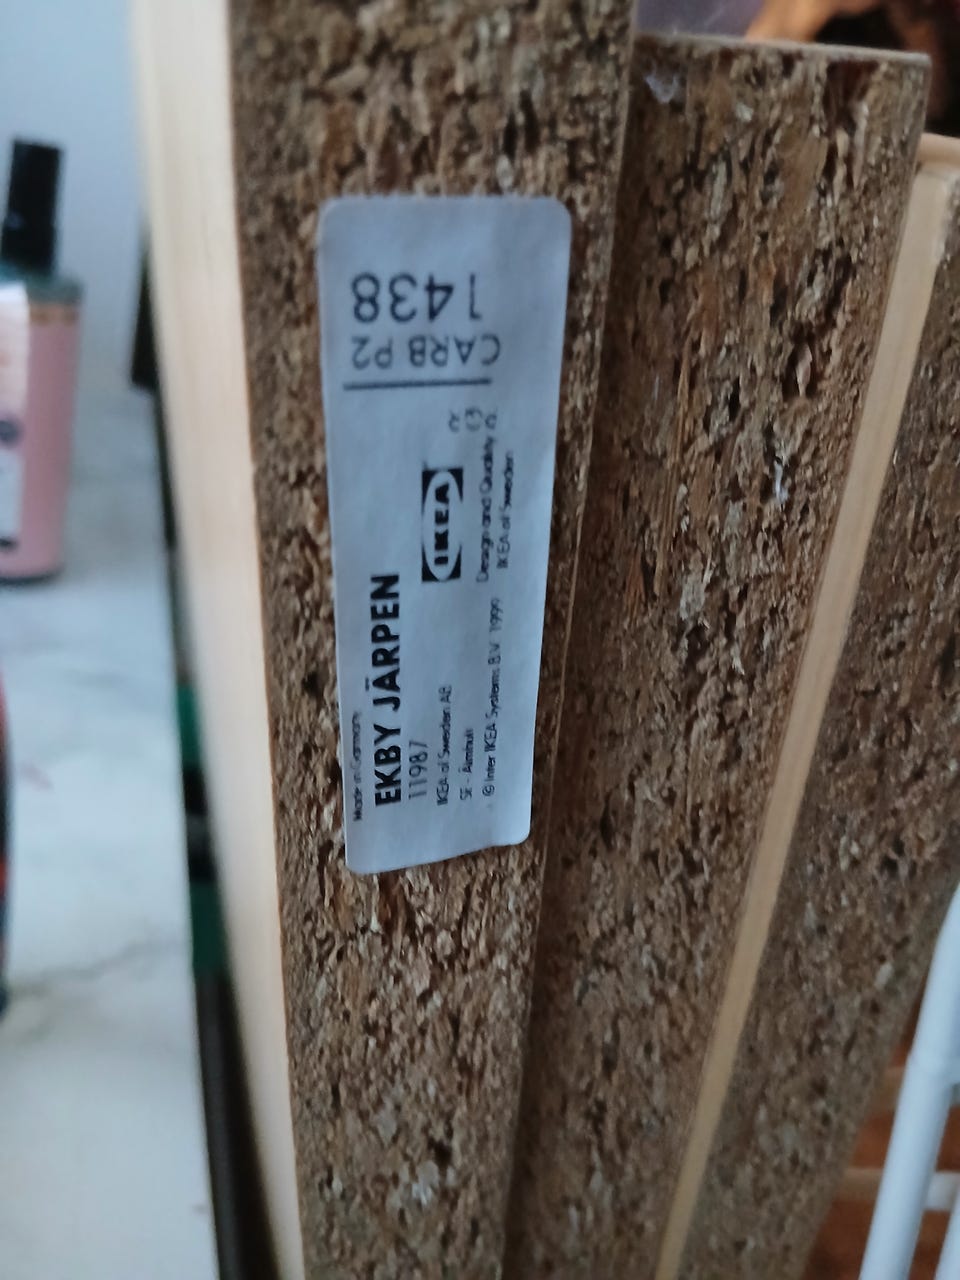 Made in Germany
EKBY JÄRPEN
11987
IKEA of Sweden AB
SE - Älmhult
© Inter IKEA Systems B.V. 1999
IKEA
Design and Quality
IKEA of Sweden
CARB P2
1438